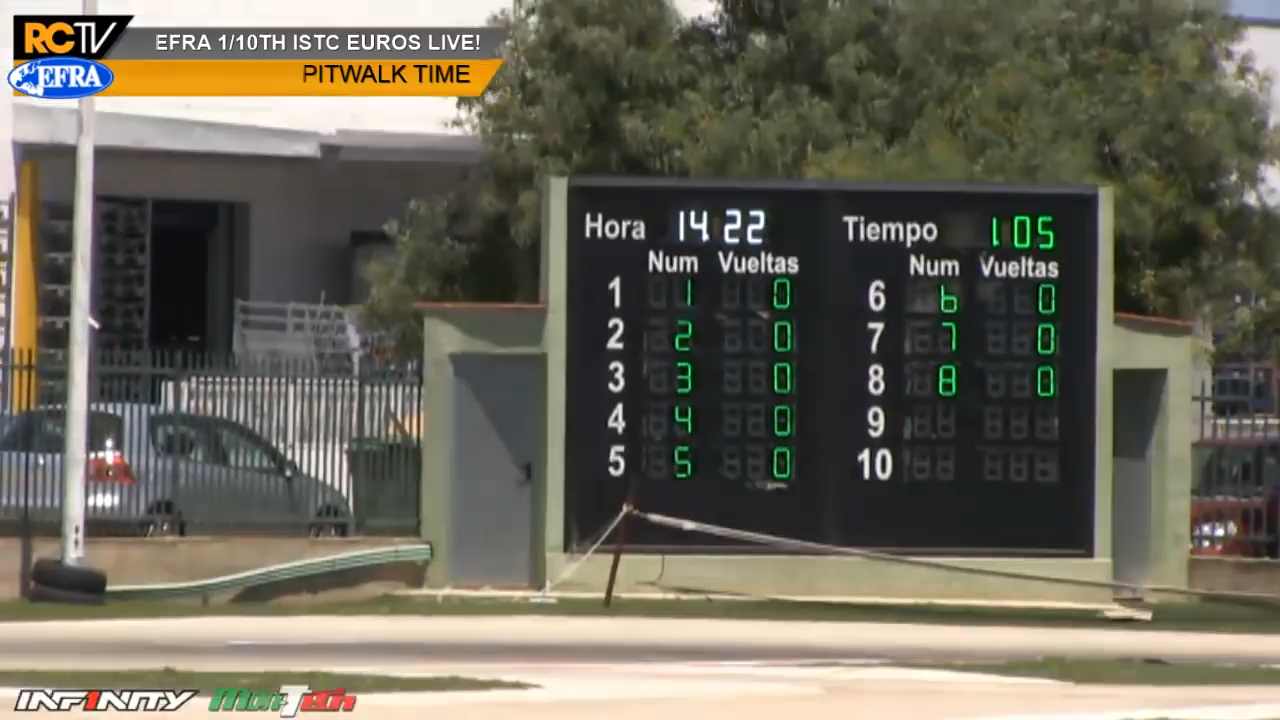 RCTV
EFRA 1/10TH ISTC EUROS LIVE!
EFRA
PITWALK TIME
Hora 14 22 Tiempo 1 05
Num Vueltas Num Vueltas
1 1 0 6 6 0
2 2 0 7 7 0
3 3 0 8 8 0
4 4 0 9
5 5 0 10
INFINITY MonTech